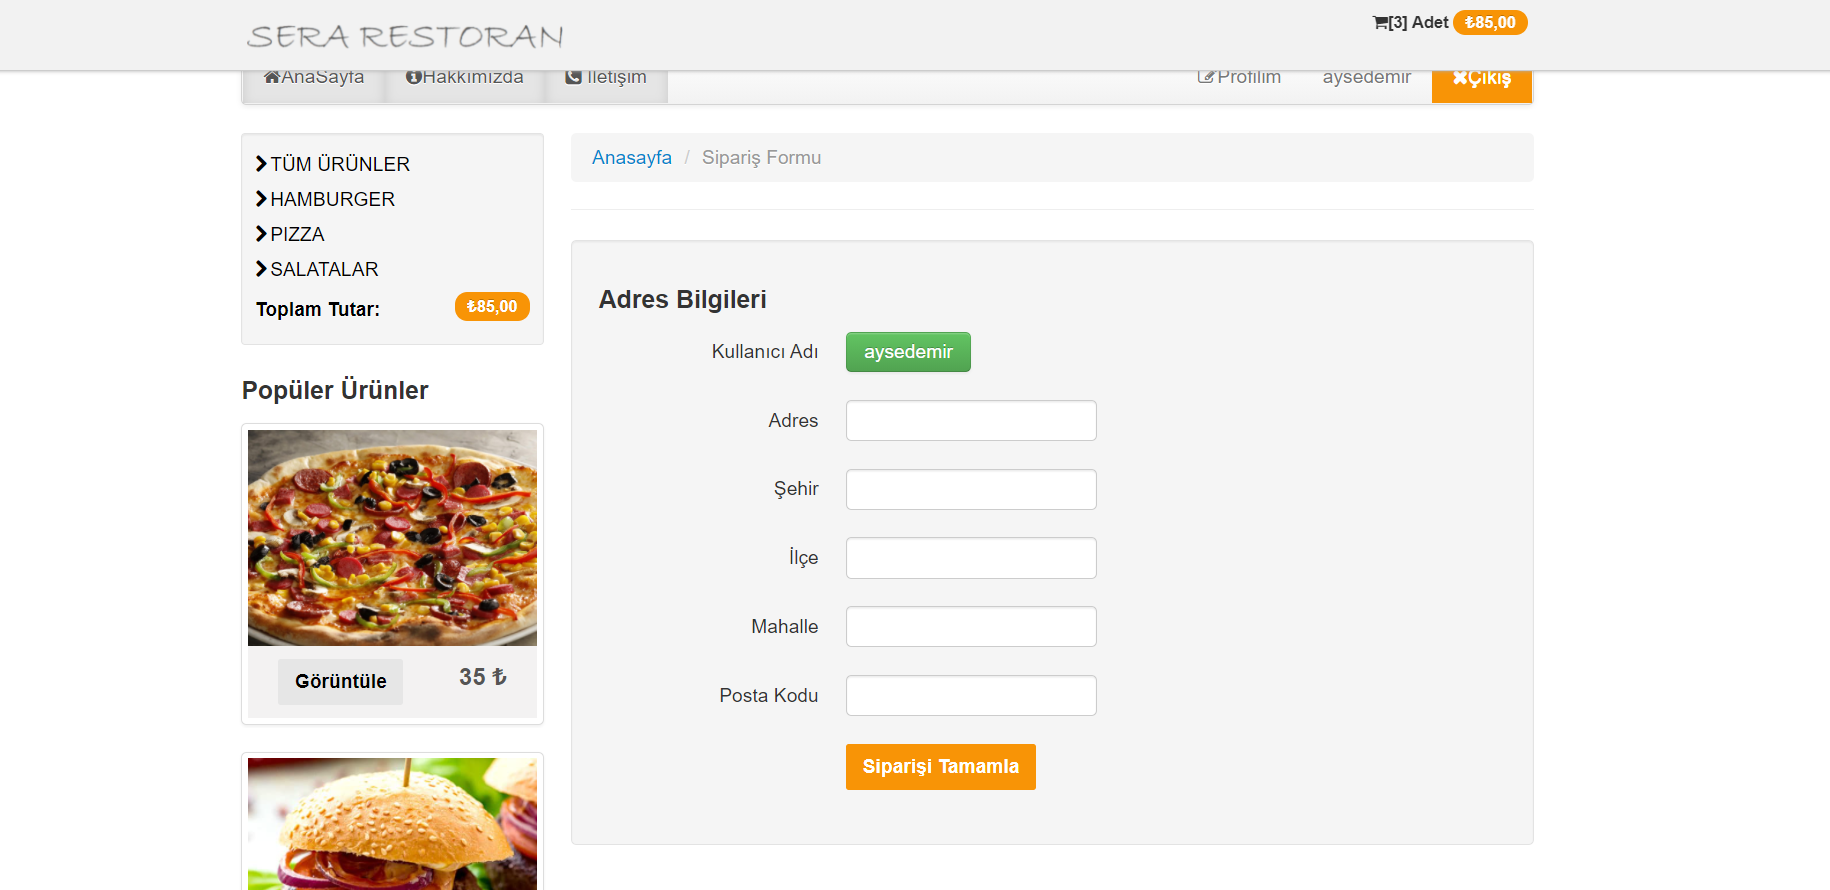 SERA RESTORAN
[3] Adet ₺85,00
AnaSayfa Hakkımızda İletişim Profilim aysedemir Çıkış
TÜM ÜRÜNLER
HAMBURGER
PIZZA
SALATALAR
Toplam Tutar: ₺85,00
Popüler Ürünler
Görüntüle 35 ₺
Anasayfa / Sipariş Formu
Adres Bilgileri
Kullanıcı Adı aysedemir
Adres
Şehir
İlçe
Mahalle
Posta Kodu
Siparişi Tamamla